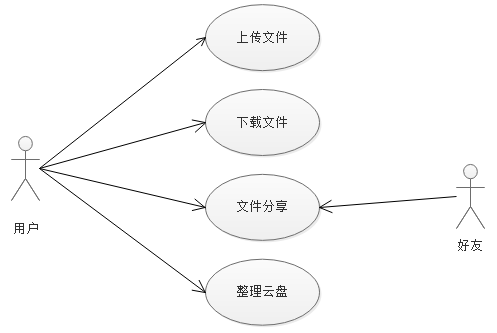 上传文件
下载文件
文件分享
整理云盘
用户
好友